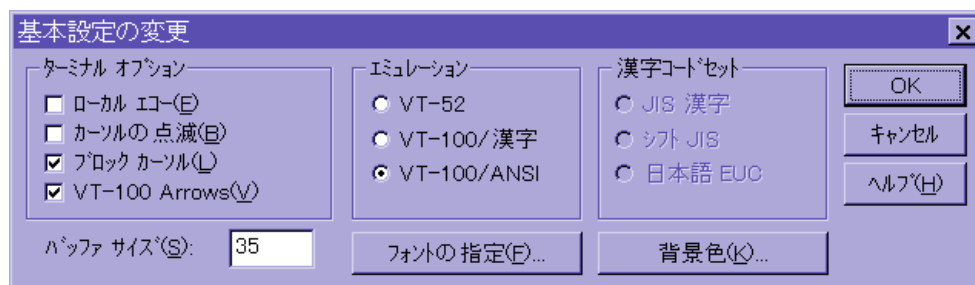 基本設定の変更
ﾀｰﾐﾅﾙ ｵﾌﾟｼｮﾝ
ﾛｰｶﾙ ｴｺｰ(E)
ｶｰｿﾙの点滅(B)
ﾌﾞﾛｯｸ ｶｰｿﾙ(L)
VT-100 Arrows(V)
ｴﾐｭﾚｰｼｮﾝ
VT-52
VT-100/漢字
VT-100/ANSI
漢字ｺｰﾄﾞｾｯﾄ
JIS 漢字
ｼﾌﾄ JIS
日本語 EUC
OK
ｷｬﾝｾﾙ
ﾍﾙﾌﾟ(H)
ﾊﾞｯﾌｧ ｻｲｽﾞ(S): 35
ﾌｫﾝﾄの指定(F)...
背景色(K)...